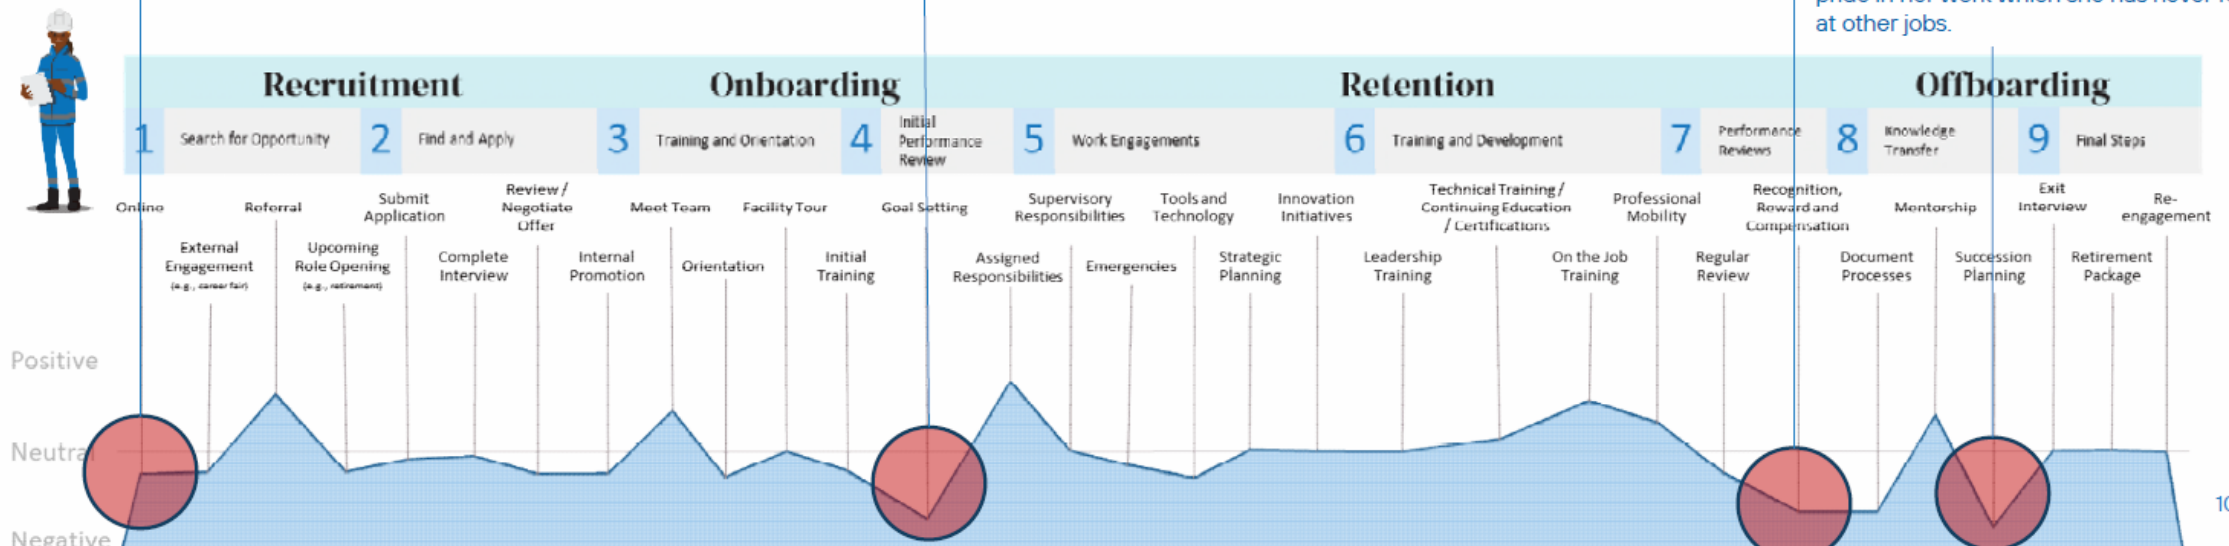 at other jobs.
Recruitment
Onboarding
Retention
Offboarding
1 Search for Opportunity
2 Find and Apply
3 Training and Orientation
4 Initial
Performance
Review
5 Work Engagements
6 Training and Development
7 Performance
Reviews
8 Knowledge
Transfer
9 Final Steps
Online
External
Engagement
(e.g., career fair)
Referral
Upcoming
Role Opening
(e.g., retirement)
Submit
Application
Complete
Interview
Review /
Negotiate
Offer
Internal
Promotion
Meet Team
Orientation
Facility Tour
Initial
Training
Goal Setting
Assigned
Responsibilities
Supervisory
Responsibilities
Emergencies
Tools and
Technology
Strategic
Planning
Innovation
Initiatives
Leadership
Training
Technical Training /
Continuing Education
/ Certifications
On the Job
Training
Professional
Mobility
Regular
Review
Recognition,
Reward and
Compensation
Document
Processes
Mentorship
Succession
Planning
Exit
Interview
Retirement
Package
Re-
engagement
Positive
Neutral
Negative
10